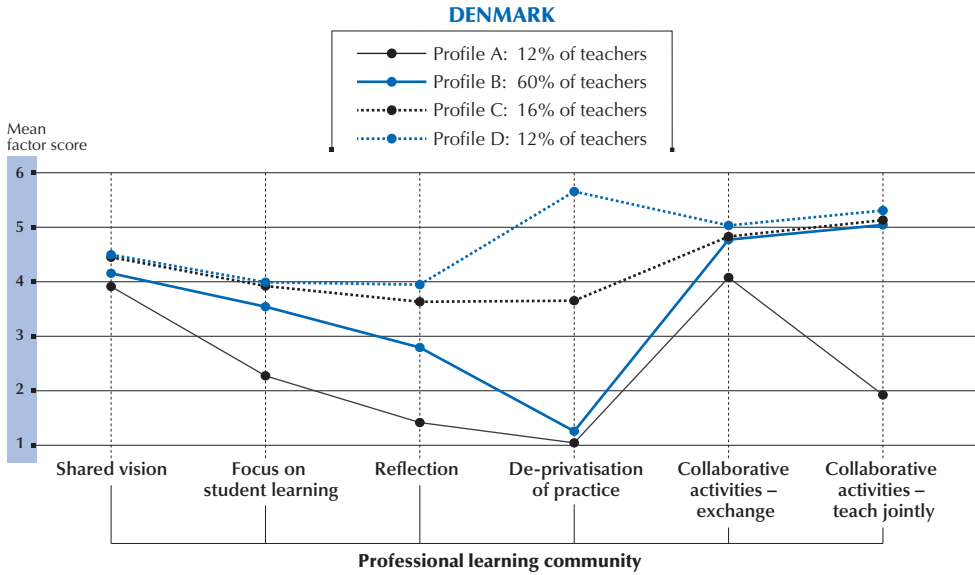 DENMARK
Profile A: 12% of teachers
Profile B: 60% of teachers
Profile C: 16% of teachers
Profile D: 12% of teachers
Mean
factor score
6
5
4
3
2
1
Shared vision
Focus on
student learning
Reflection
De-privatisation
of practice
Collaborative
activities –
exchange
Collaborative
activities –
teach jointly
Professional learning community